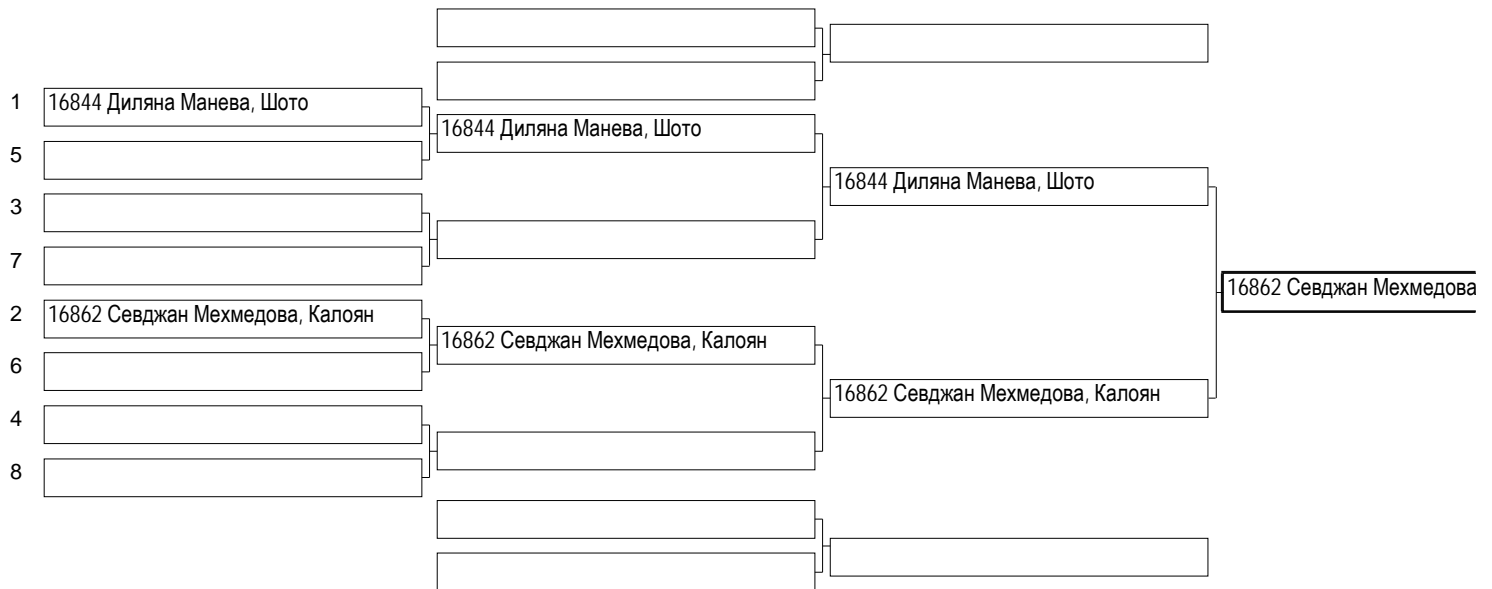 1
16844 Диляна Манева, Шото
5
3
7
2
16862 Севджан Мехмедова, Калоян
6
4
8
16844 Диляна Манева, Шото
16862 Севджан Мехмедова, Калоян
16844 Диляна Манева, Шото
16862 Севджан Мехмедова, Калоян
16862 Севджан Мехмедова